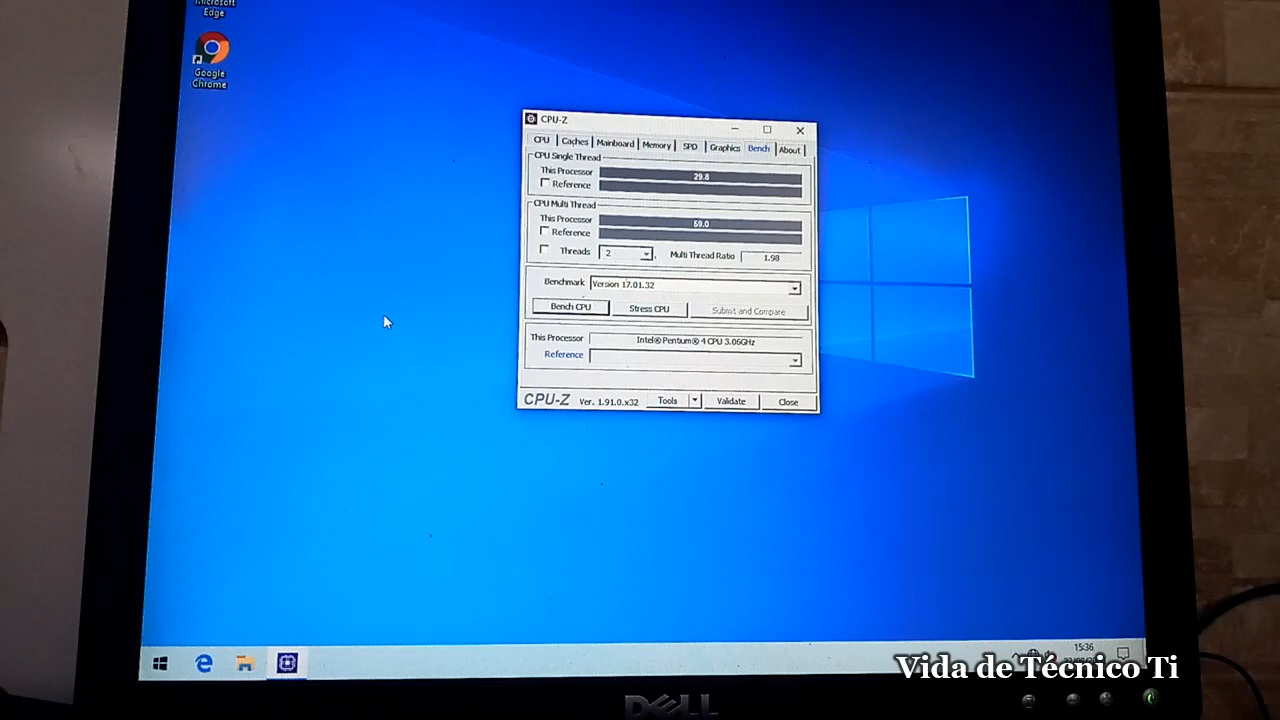 Microsoft
Edge
Google
Chrome
CPU-Z
CPU Caches Mainboard Memory SPD Graphics Bench About
CPU Single Thread
This Processor 29.8
Reference
CPU Multi Thread
This Processor 59.0
Reference
Threads 2 Multi Thread Ratio 1.98
Benchmark Version 17.01.32
Bench CPU Stress CPU Submit and Compare
This Processor Intel® Pentium® 4 CPU 3.06GHz
Reference
CPU-Z Ver. 1.91.0.x32 Tools Validate Close
15:36
Vida de Técnico Ti
DELL